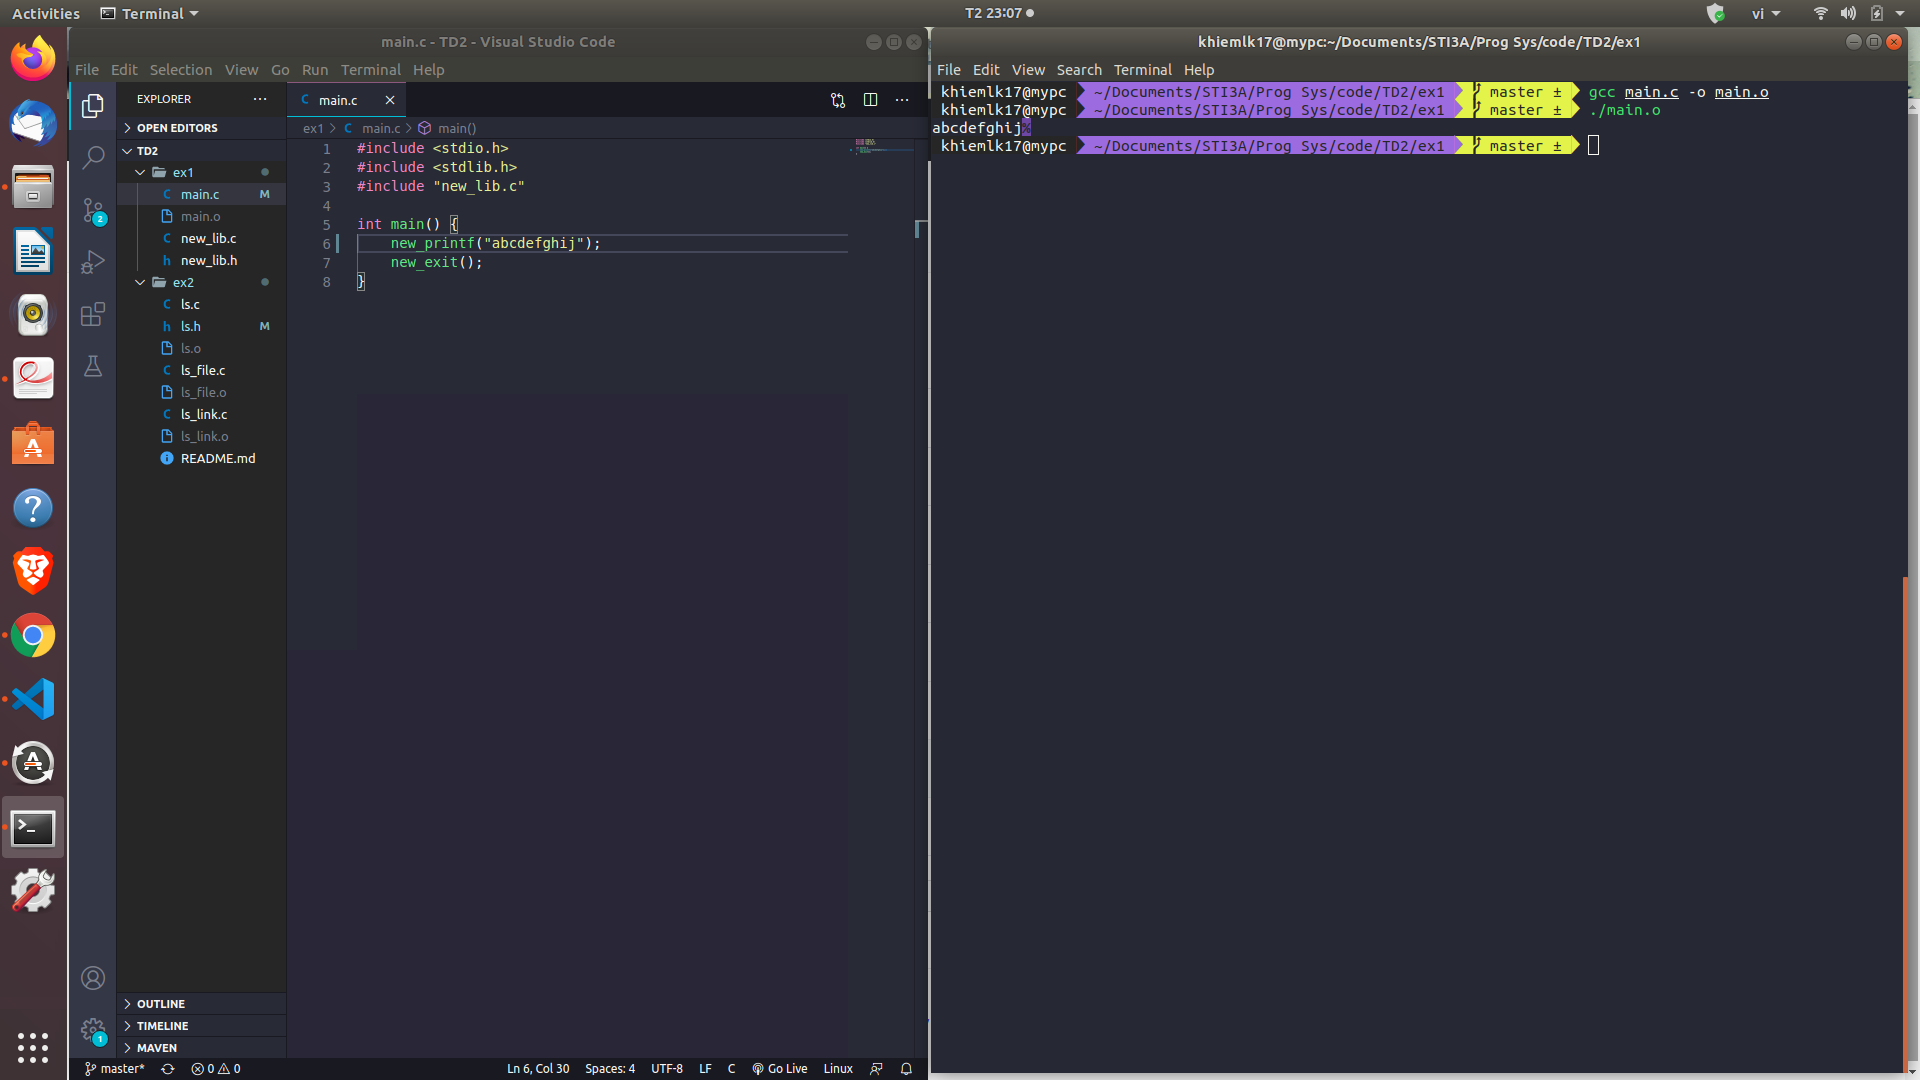 Activities
Terminal
T2 23:07
vi
main.c - TD2 - Visual Studio Code
File Edit Selection View Go Run Terminal Help
EXPLORER
OPEN EDITORS
TD2
ex1
C main.c M
main.o
C new_lib.c
h new_lib.h
ex2
C ls.c
h ls.h M
ls.o
C ls_file.c
ls_file.o
C ls_link.c
ls_link.o
README.md
OUTLINE
TIMELINE
MAVEN
2
1
C main.c
ex1 > C main.c > main()
1 #include <stdio.h>
2 #include <stdlib.h>
3 #include "new_lib.c"
4
5 int main() {
6 new_printf("abcdefghij");
7 new_exit();
8 }
master* 0 0 Ln 6, Col 30 Spaces: 4 UTF-8 LF C Go Live Linux
khiemlk17@mypc:~/Documents/STI3A/Prog Sys/code/TD2/ex1
File Edit View Search Terminal Help
khiemlk17@mypc ~/Documents/STI3A/Prog Sys/code/TD2/ex1 master ± gcc main.c -o main.o
khiemlk17@mypc ~/Documents/STI3A/Prog Sys/code/TD2/ex1 master ± ./main.o
abcdefghij%
khiemlk17@mypc ~/Documents/STI3A/Prog Sys/code/TD2/ex1 master ±